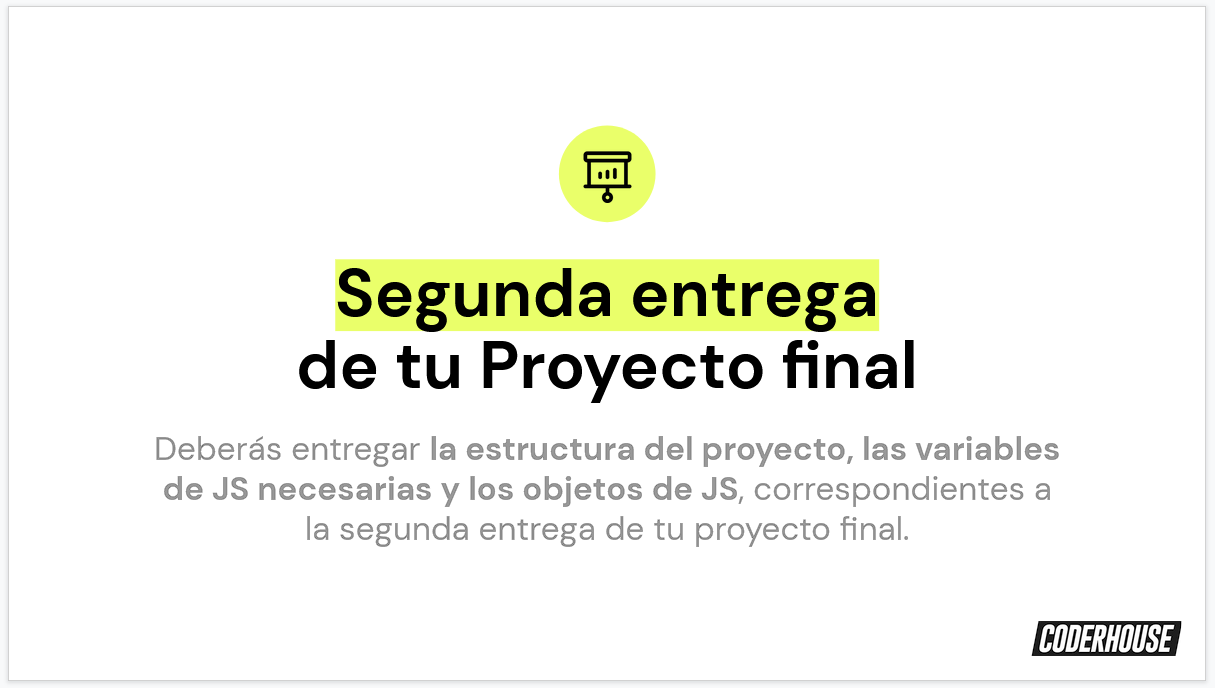 Segunda entrega
de tu Proyecto final
Deberás entregar la estructura del proyecto, las variables
de JS necesarias y los objetos de JS, correspondientes a
la segunda entrega de tu proyecto final.
CODERHOUSE